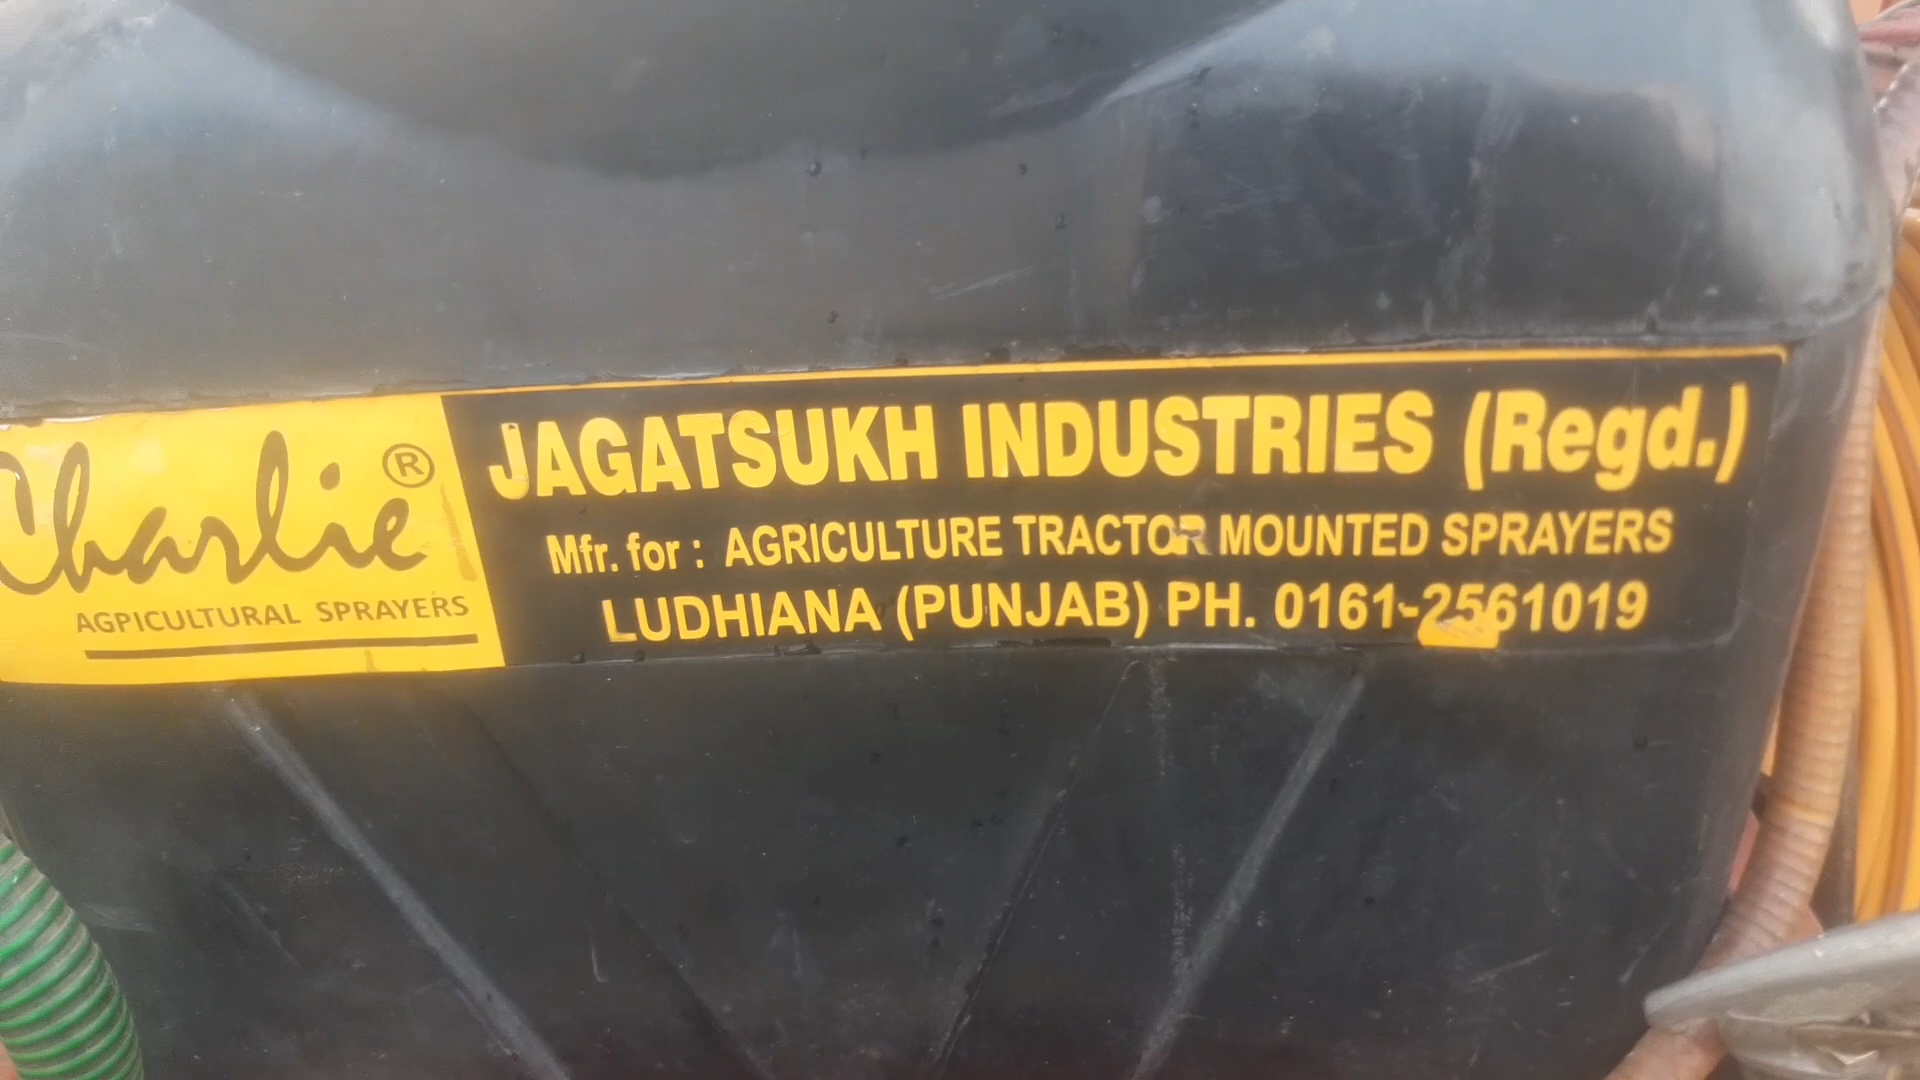 Charlie ®
AGPICULTURAL SPRAYERS
JAGATSUKH INDUSTRIES (Regd.)
Mfr. for : AGRICULTURE TRACTOR MOUNTED SPRAYERS
LUDHIANA (PUNJAB) PH. 0161-2561019